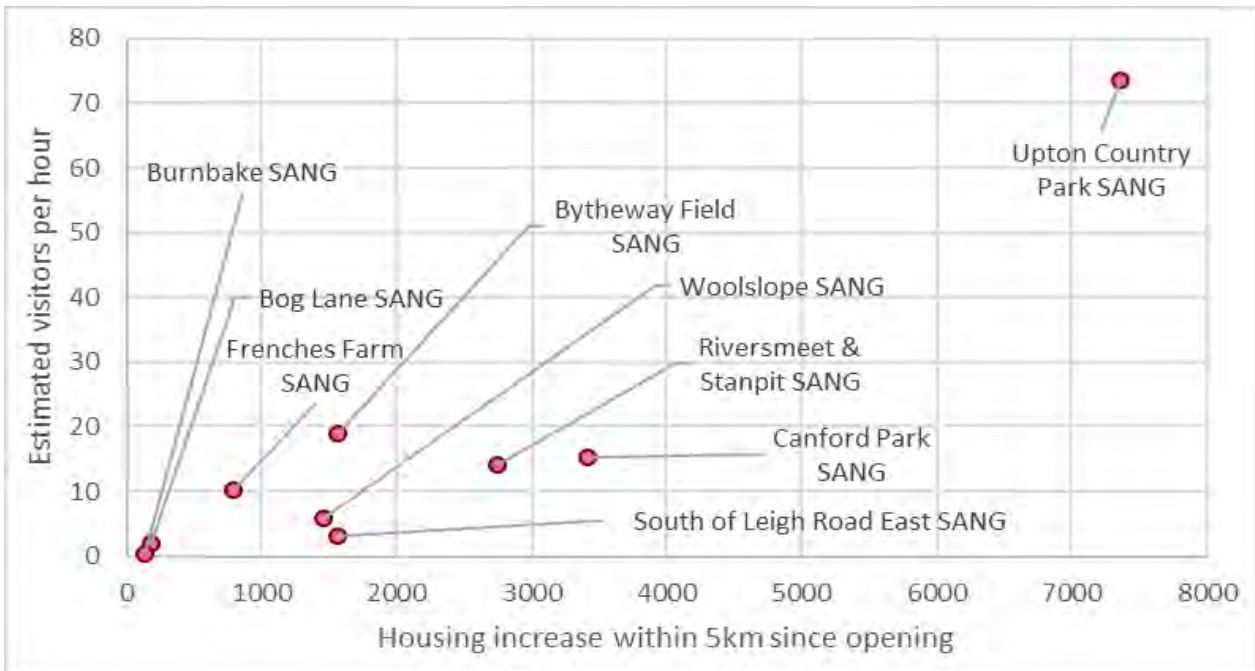 80
70
60
50
40
30
20
10
0
Estimated visitors per hour
Burnbake SANG
Bog Lane SANG
Frenches Farm
SANG
Bytheway Field
SANG
Woolslope SANG
Riversmeet &
Stanpit SANG
Canford Park
SANG
South of Leigh Road East SANG
Upton Country
Park SANG
0 1000 2000 3000 4000 5000 6000 7000 8000
Housing increase within 5km since opening